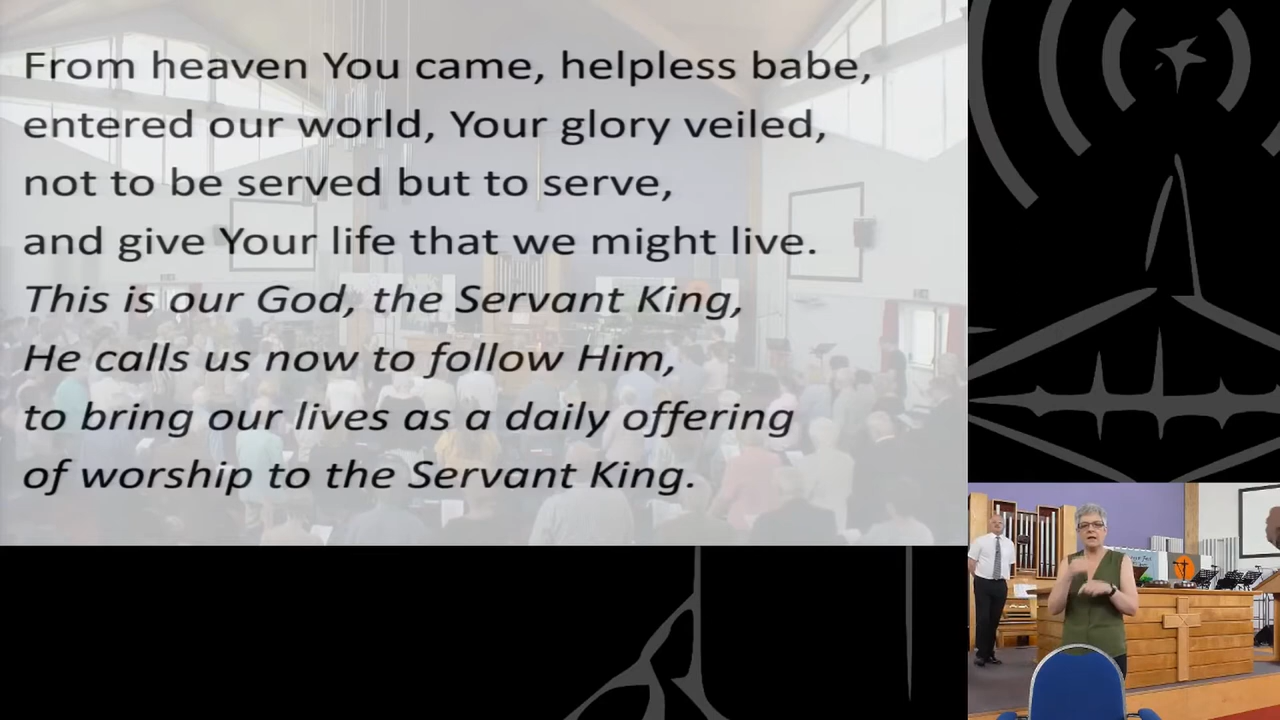 From heaven You came, helpless babe,
entered our world, Your glory veiled,
not to be served but to serve,
and give Your life that we might live.
This is our God, the Servant King,
He calls us now to follow Him,
to bring our lives as a daily offering
of worship to the Servant King.